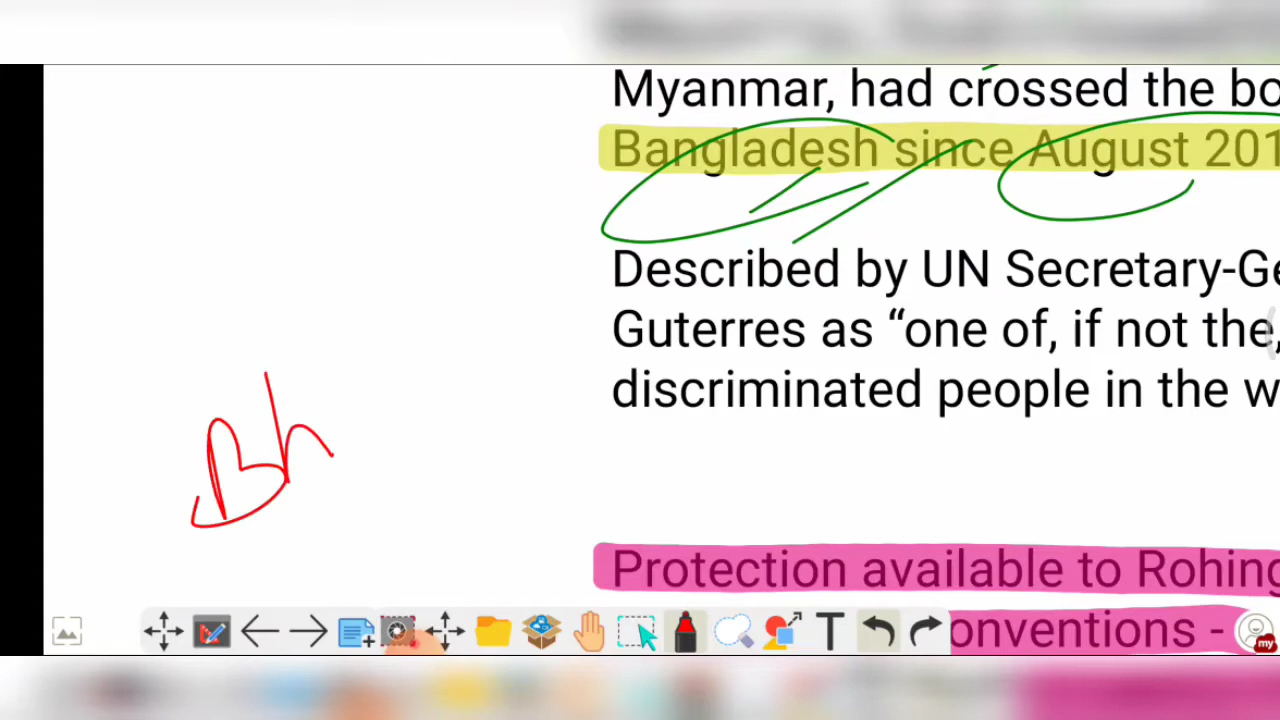 Myanmar, had crossed the bo
Bangladesh since August 201
Described by UN Secretary-Ge
Guterres as “one of, if not the,
discriminated people in the w
Bh
Protection available to Rohing
onventions -
T
my